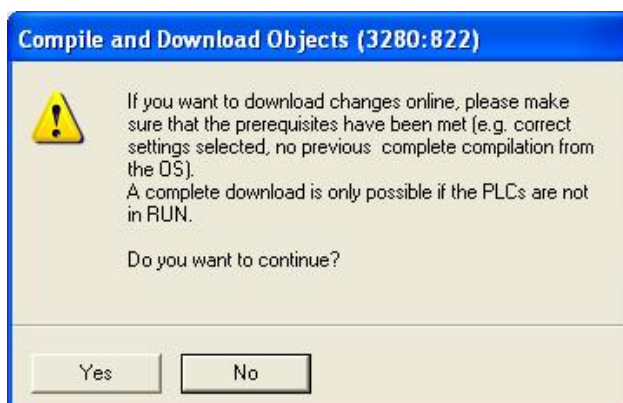 Compile and Download Objects (3280:822)
If you want to download changes online, please make
sure that the prerequisites have been met (e.g. correct
settings selected, no previous  complete compilation from
the OS).
A complete download is only possible if the PLCs are not
in RUN.
Do you want to continue?
Yes
No